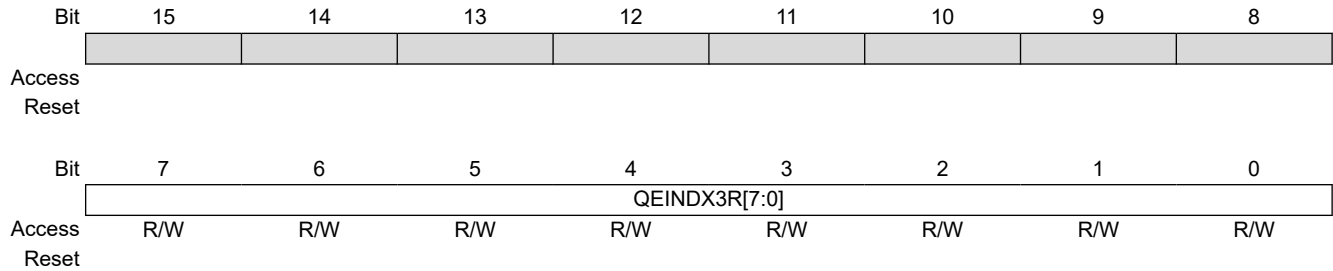 Bit 15 14 13 12 11 10 9 8
Access
Reset
Bit 7 6 5 4 3 2 1 0
QEINDX3R[7:0]
Access R/W R/W R/W R/W R/W R/W R/W R/W
Reset